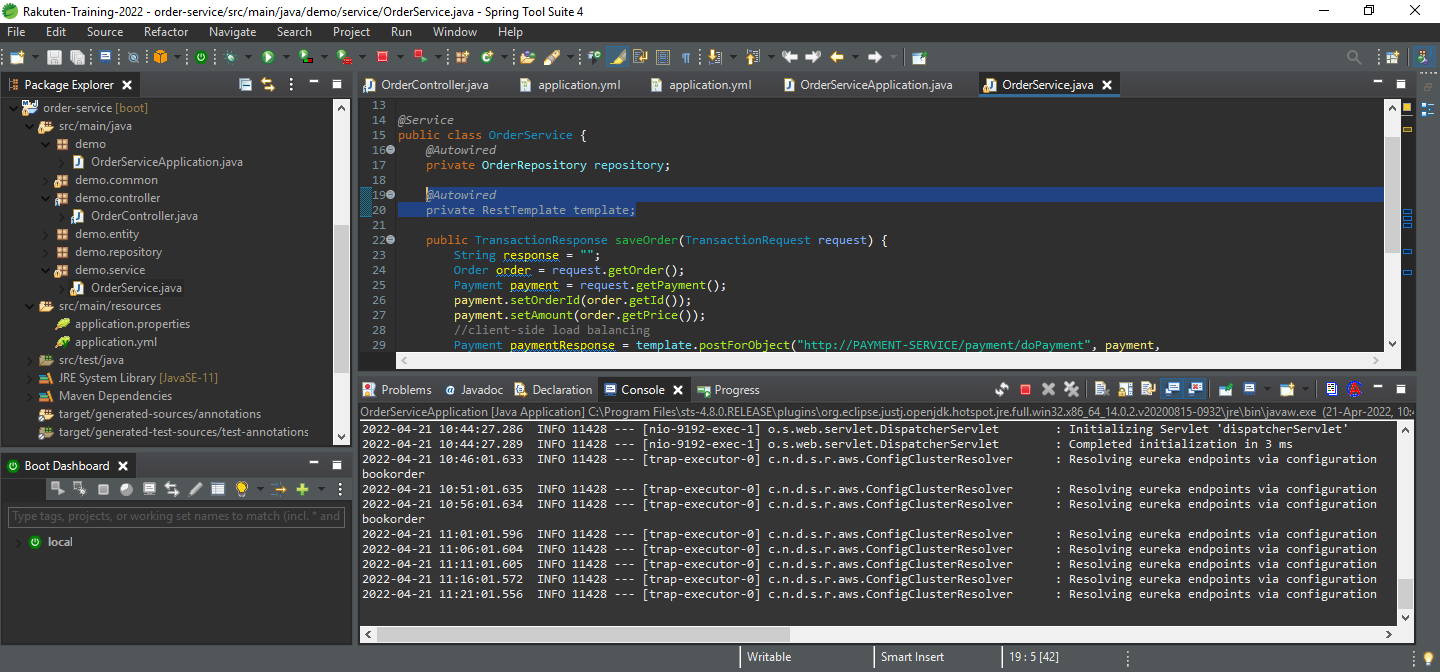 Rakuten-Training-2022 - order-service/src/main/java/demo/service/OrderService.java - Spring Tool Suite 4
File Edit Source Refactor Navigate Search Project Run Window Help
Package Explorer
order-service [boot]
src/main/java
demo
OrderServiceApplication.java
demo.common
demo.controller
OrderController.java
demo.entity
demo.repository
demo.service
OrderService.java
src/main/resources
application.properties
application.yml
src/test/java
JRE System Library [JavaSE-11]
Maven Dependencies
target/generated-sources/annotations
target/generated-test-sources/test-annotations
Boot Dashboard
Type tags, projects, or working set names to match (incl. * and
local
OrderController.java application.yml application.yml OrderServiceApplication.java OrderService.java
13
14 @Service
15 public class OrderService {
16 @Autowired
17 private OrderRepository repository;
18
19 @Autowired
20 private RestTemplate template;
21
22 public TransactionResponse saveOrder(TransactionRequest request) {
23 String response = "";
24 Order order = request.getOrder();
25 Payment payment = request.getPayment();
26 payment.setOrderId(order.getId());
27 payment.setAmount(order.getPrice());
28 //client-side load balancing
29 Payment paymentResponse = template.postForObject("http://PAYMENT-SERVICE/payment/doPayment", payment,
Problems @ Javadoc Declaration Console Progress
OrderServiceApplication [Java Application] C:\Program Files\sts-4.8.0.RELEASE\plugins\org.eclipse.justj.openjdk.hotspot.jre.full.win32.x86_64_14.0.2.v20200815-0932\jre\bin\javaw.exe (21-Apr-2022, 10:4
2022-04-21 10:44:27.286 INFO 11428 --- [nio-9192-exec-1] o.s.web.servlet.DispatcherServlet : Initializing Servlet 'dispatcherServlet'
2022-04-21 10:44:27.289 INFO 11428 --- [nio-9192-exec-1] o.s.web.servlet.DispatcherServlet : Completed initialization in 3 ms
2022-04-21 10:46:01.633 INFO 11428 --- [trap-executor-0] c.n.d.s.r.aws.ConfigClusterResolver : Resolving eureka endpoints via configuration
bookorder
2022-04-21 10:51:01.635 INFO 11428 --- [trap-executor-0] c.n.d.s.r.aws.ConfigClusterResolver : Resolving eureka endpoints via configuration
2022-04-21 10:56:01.634 INFO 11428 --- [trap-executor-0] c.n.d.s.r.aws.ConfigClusterResolver : Resolving eureka endpoints via configuration
bookorder
2022-04-21 11:01:01.596 INFO 11428 --- [trap-executor-0] c.n.d.s.r.aws.ConfigClusterResolver : Resolving eureka endpoints via configuration
2022-04-21 11:06:01.604 INFO 11428 --- [trap-executor-0] c.n.d.s.r.aws.ConfigClusterResolver : Resolving eureka endpoints via configuration
2022-04-21 11:11:01.605 INFO 11428 --- [trap-executor-0] c.n.d.s.r.aws.ConfigClusterResolver : Resolving eureka endpoints via configuration
2022-04-21 11:16:01.572 INFO 11428 --- [trap-executor-0] c.n.d.s.r.aws.ConfigClusterResolver : Resolving eureka endpoints via configuration
2022-04-21 11:21:01.556 INFO 11428 --- [trap-executor-0] c.n.d.s.r.aws.ConfigClusterResolver : Resolving eureka endpoints via configuration
Writable Smart Insert 19 : 5 [42]